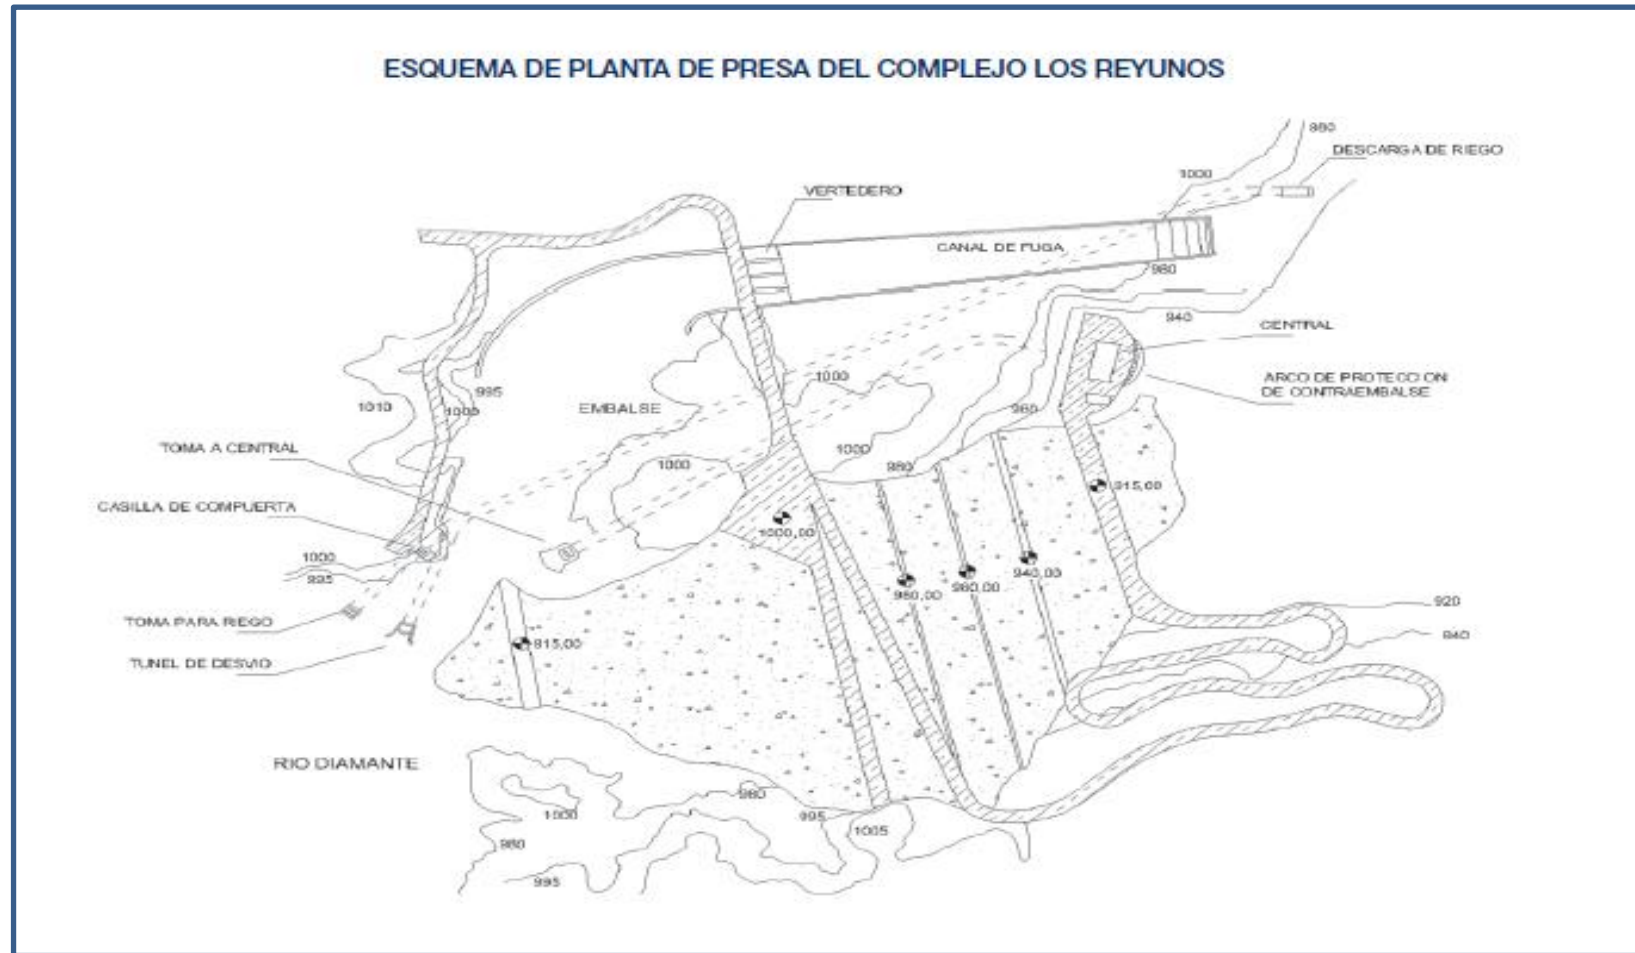 ESQUEMA DE PLANTA DE PRESA DEL COMPLEJO LOS REYUNOS
980
DESCARGA DE RIEGO
1000
VERTEDERO
CANAL DE FUGA
980
940
CENTRAL
ARCO DE PROTECCION
DE CONTRAEMBALSE
1000
995
1010
1000
EMBALSE
960
TOMA A CENTRAL
1000
1000
980
CASILLA DE COMPUERTA
915,00
1000,00
1000
995
940,00
960,00
980,00
TOMA PARA RIEGO
920
940
TUNEL DE DESVIO
915,00
RIO DIAMANTE
980
1000
995
1005
980
995